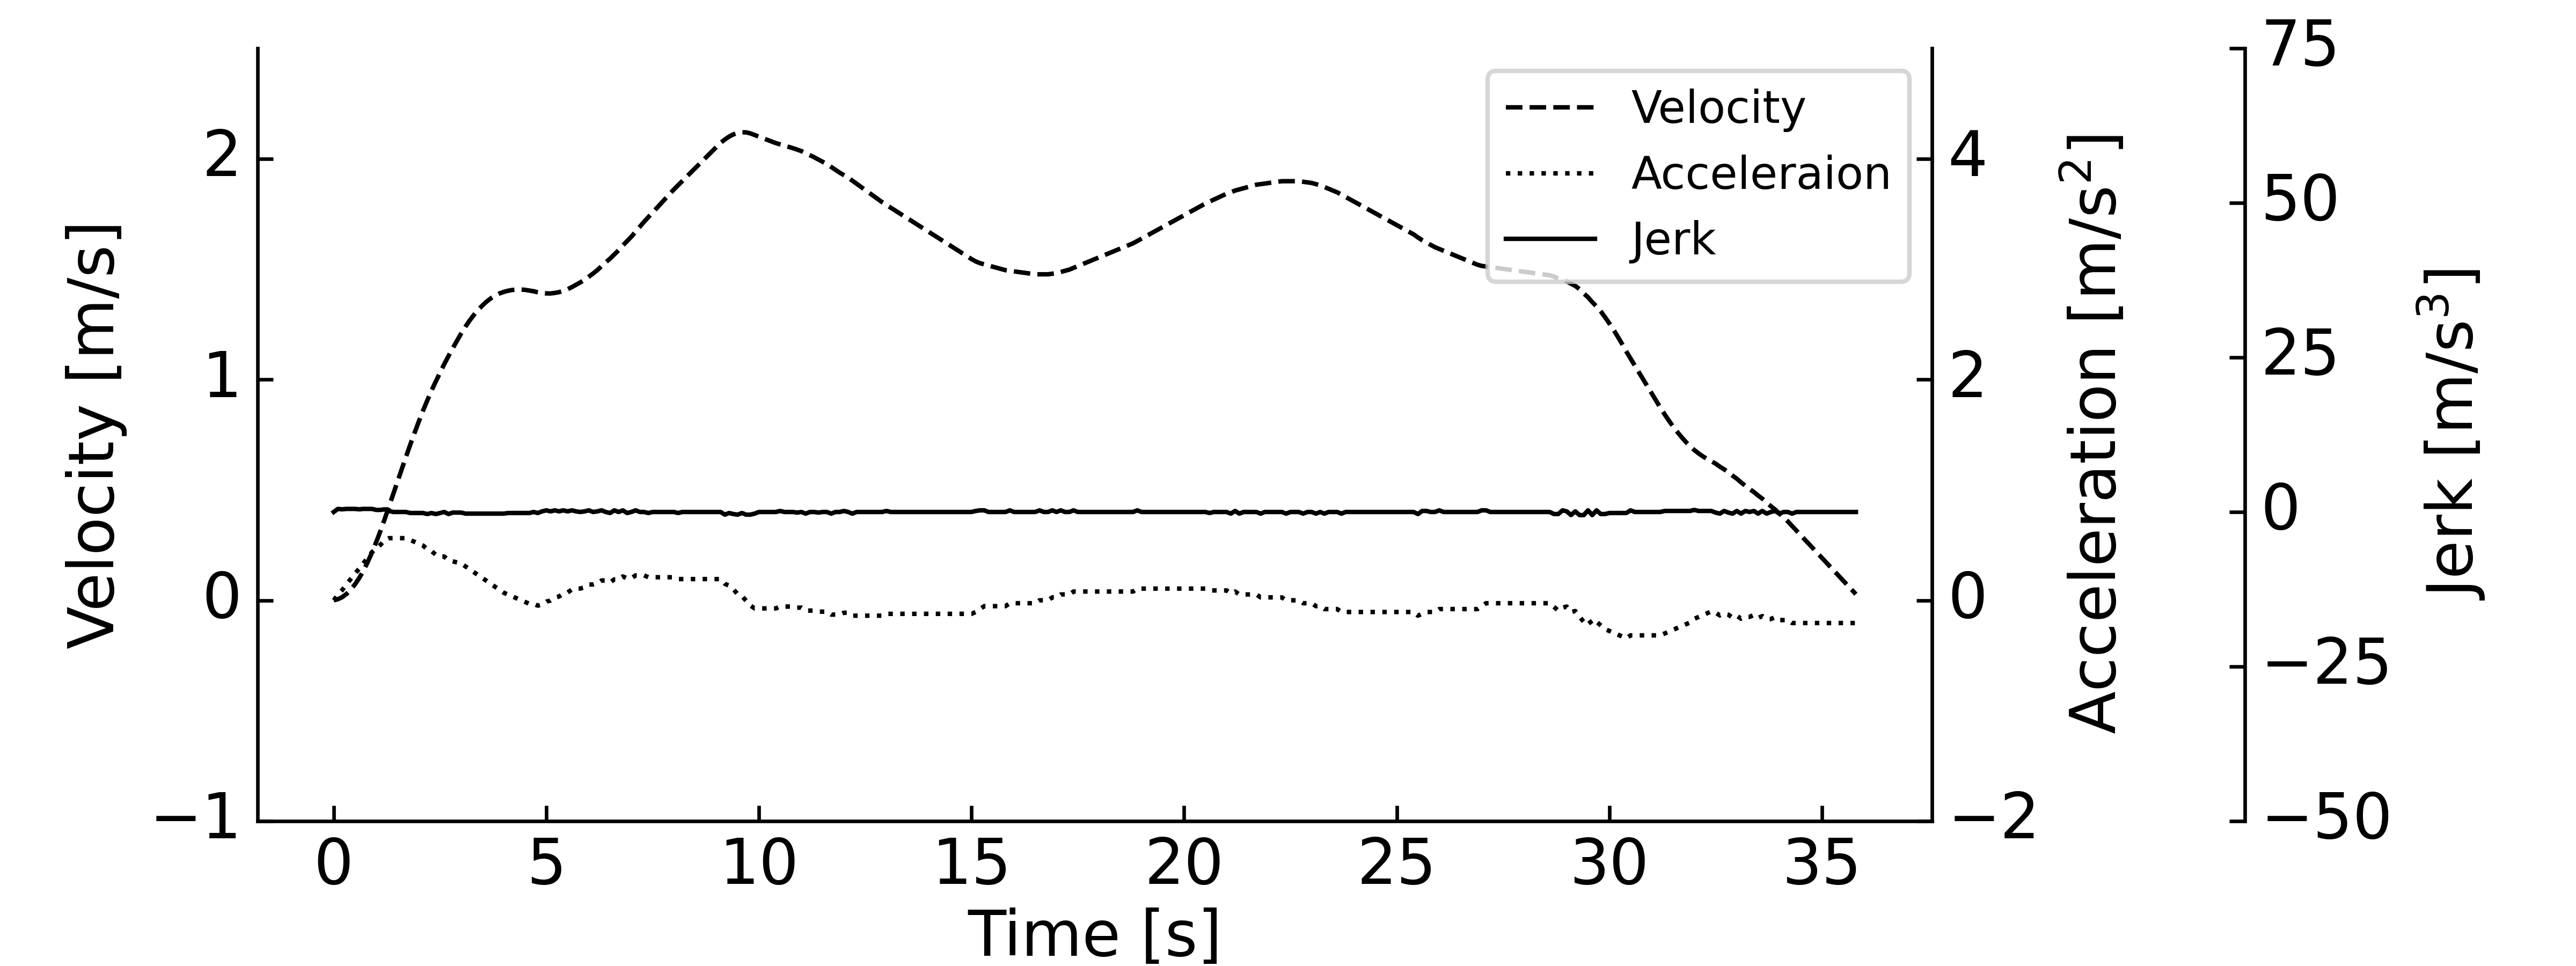 Velocity [m/s]
2
1
0
−1
0 5 10 15 20 25 30 35
Time [s]
Velocity
Acceleraion
Jerk
4
2
0
−2
Acceleration [m/s²]
75
50
25
0
−25
−50
Jerk [m/s³]